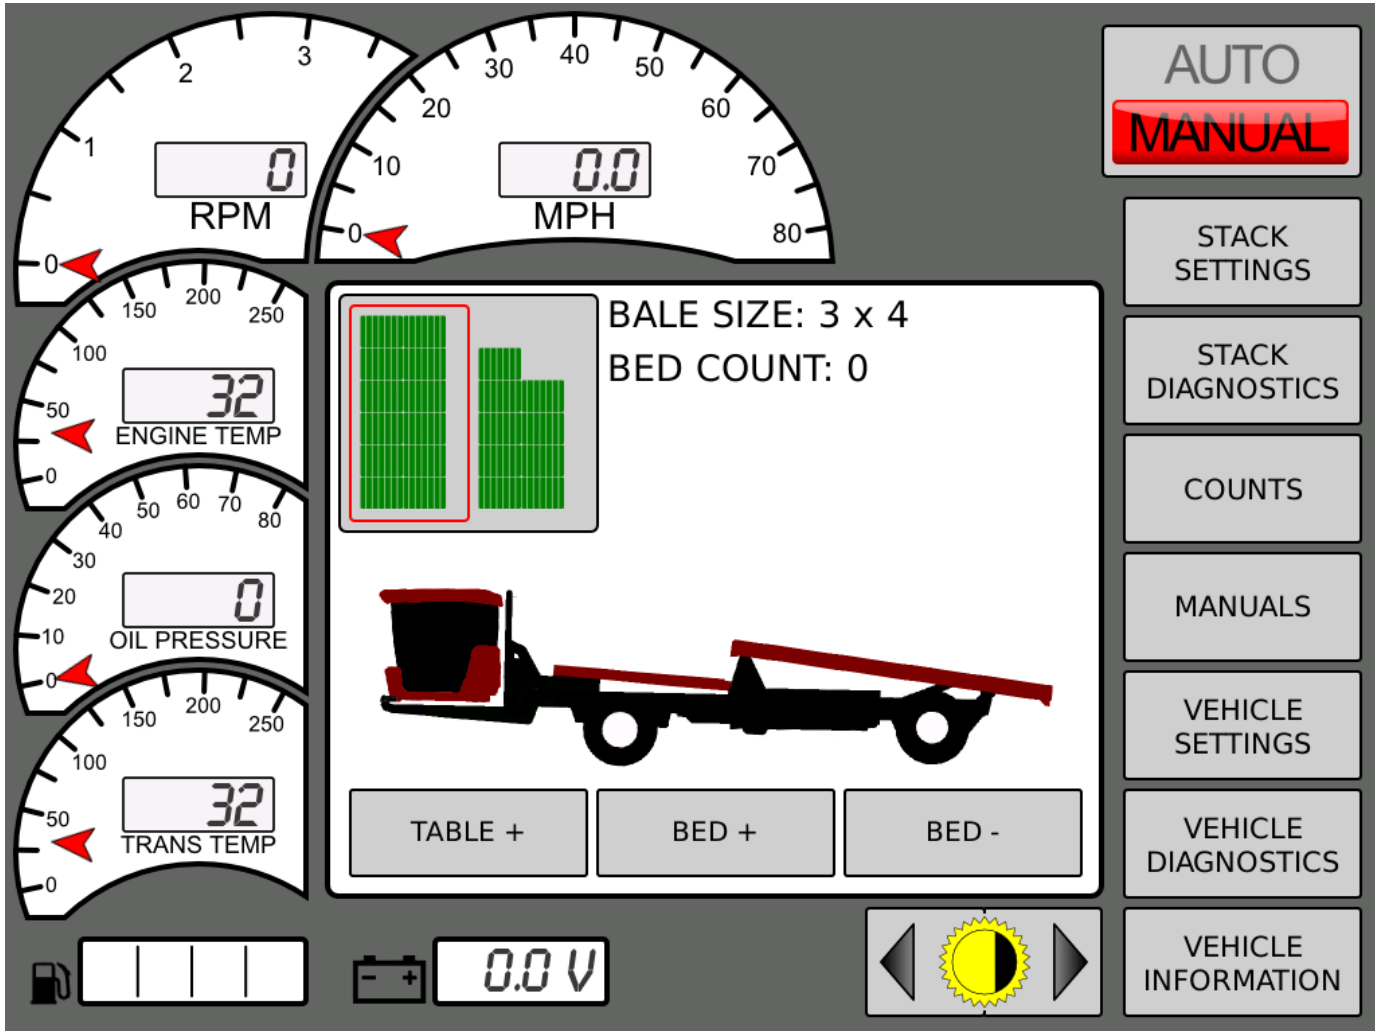 1
2
3
0
0
RPM
0
10
20
30
40
50
60
70
80
0.0
MPH
AUTO
MANUAL
0
50
100
150
200
250
32
ENGINE TEMP
0
10
20
30
40
50
60
70
80
0
OIL PRESSURE
0
50
100
150
200
250
32
TRANS TEMP
BALE SIZE: 3 x 4
BED COUNT: 0
TABLE +
BED +
BED -
STACK
SETTINGS
STACK
DIAGNOSTICS
COUNTS
MANUALS
VEHICLE
SETTINGS
VEHICLE
DIAGNOSTICS
VEHICLE
INFORMATION
- +
0.0 V